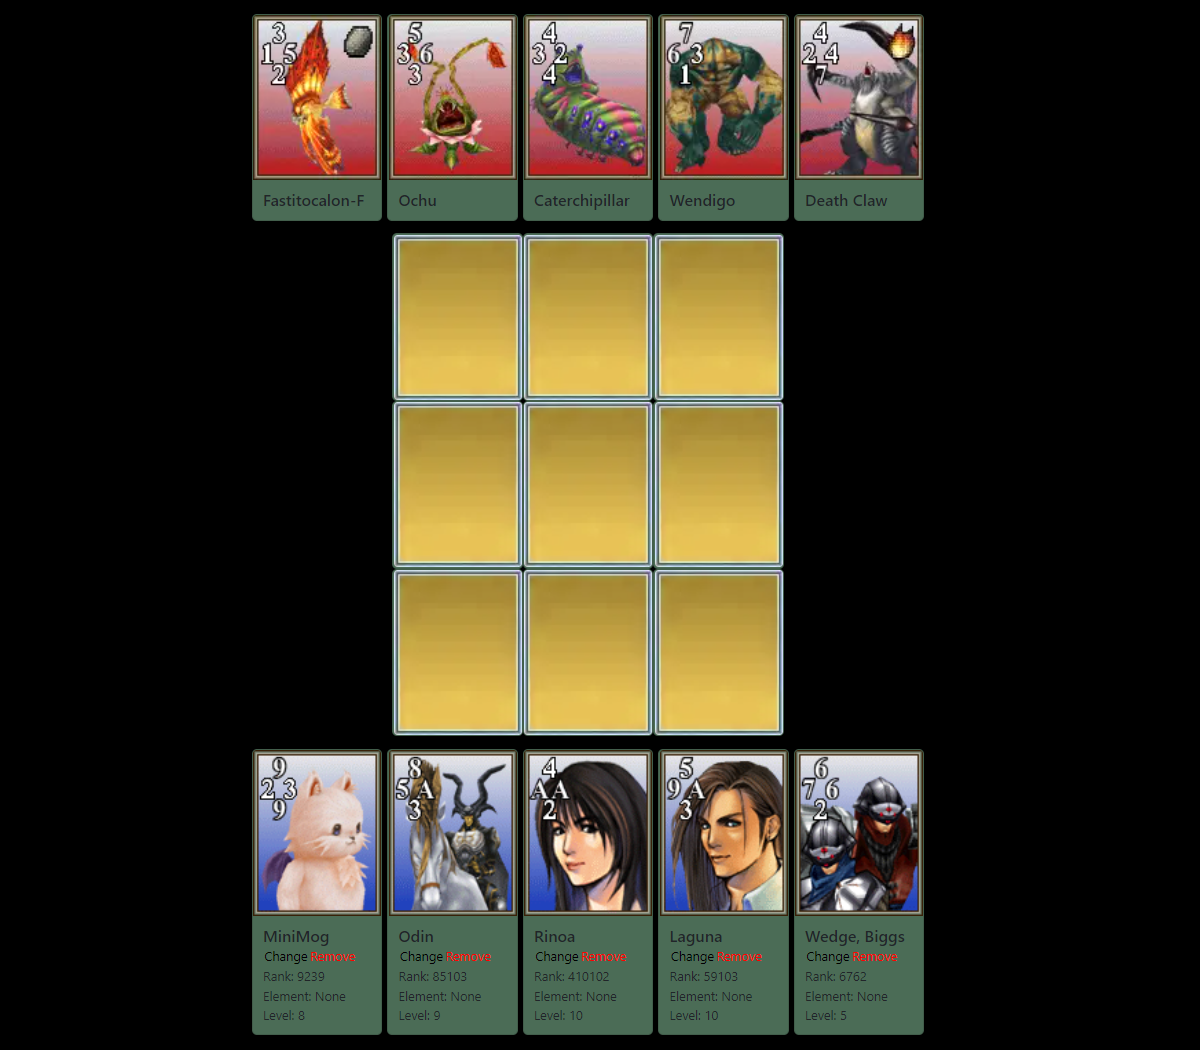 3
1 5
2
5
3 6
3
4
3 2
4
7
6 3
1
4
2 4
7
Fastitocalon-F
Ochu
Caterchipillar
Wendigo
Death Claw
9
2 3
9
8
5 A
3
4
A A
2
5
9 A
3
6
7 6
2
MiniMog
Change Remove
Rank: 9239
Element: None
Level: 8
Odin
Change Remove
Rank: 85103
Element: None
Level: 9
Rinoa
Change Remove
Rank: 410102
Element: None
Level: 10
Laguna
Change Remove
Rank: 59103
Element: None
Level: 10
Wedge, Biggs
Change Remove
Rank: 6762
Element: None
Level: 5